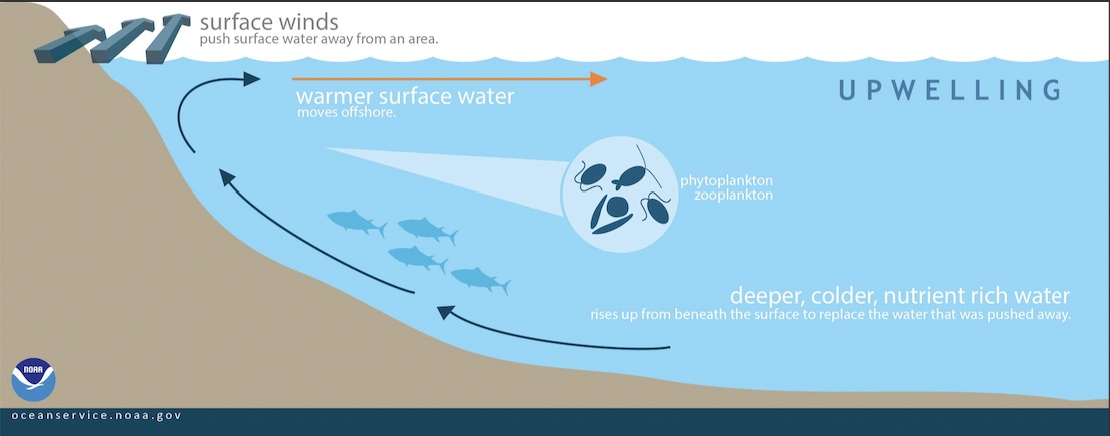 surface winds
push surface water away from an area.
warmer surface water
moves offshore.
UPWELLING
phytoplankton
zooplankton
deeper, colder, nutrient rich water
rises up from beneath the surface to replace the water that was pushed away.
NOAA
oceanservice.noaa.gov